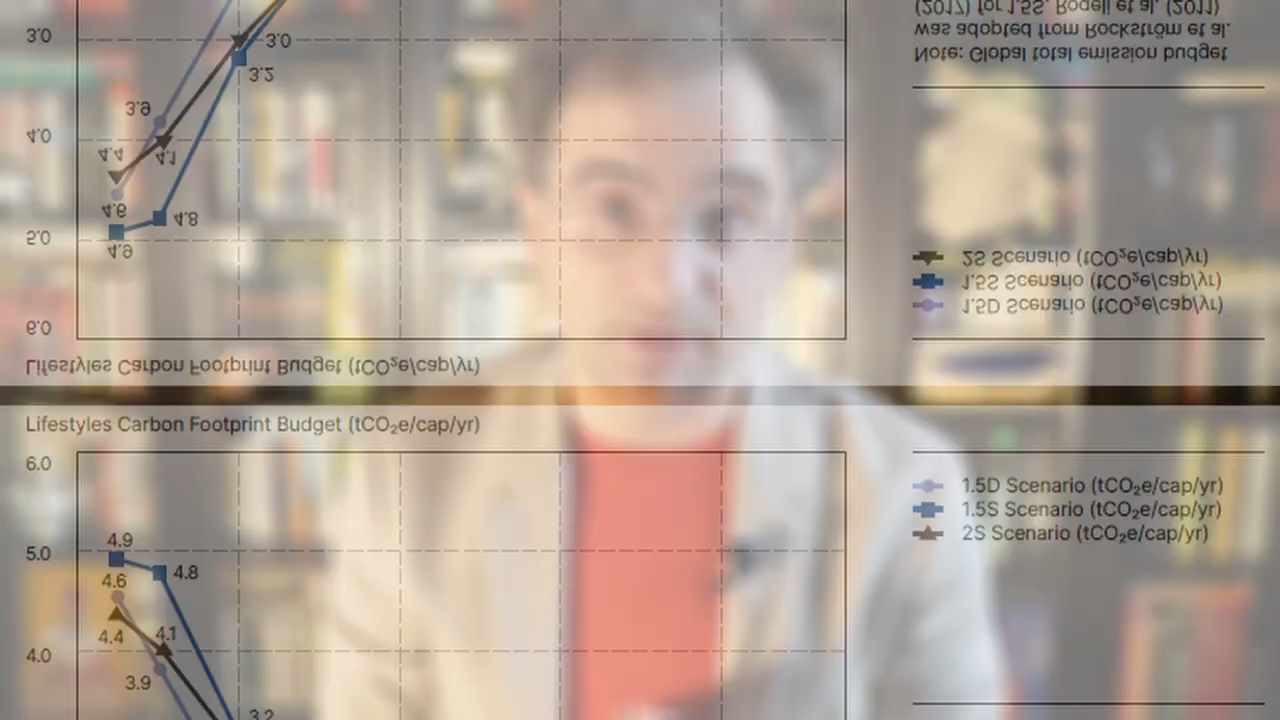 (2017) for 1.5S, Rogelj et al. (2011)
was adopted from Rockström et al.
Note: Global total emission budget
3.0
3.0
3.2
3.9
4.0
4.4
4.1
4.6
4.8
5.0
4.9
2S Scenario (tCO₂e/cap/yr)
1.5S Scenario (tCO₂e/cap/yr)
1.5D Scenario (tCO₂e/cap/yr)
6.0
Lifestyles Carbon Footprint Budget (tCO₂e/cap/yr)
Lifestyles Carbon Footprint Budget (tCO₂e/cap/yr)
6.0
1.5D Scenario (tCO₂e/cap/yr)
1.5S Scenario (tCO₂e/cap/yr)
2S Scenario (tCO₂e/cap/yr)
4.9
5.0
4.8
4.6
4.4
4.1
4.0
3.9
3.2